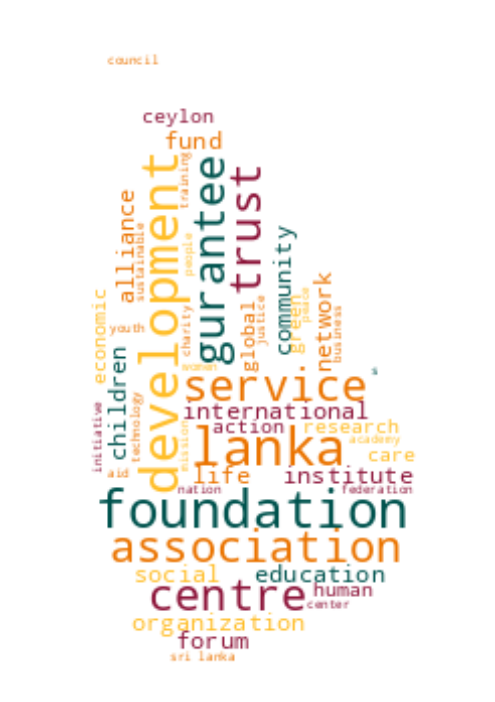 council
ceylon
fund
training
development
gurantee
trust
alliance
sustainable
people
community
economic
youth
charity
global
justice
green
peace
network
business
children
women
s
service
initiative
technology
international
action
research
lanka
academy
mission
care
aid
life
institute
nation
federation
foundation
association
social
education
centre
human
center
organization
forum
sri lanka